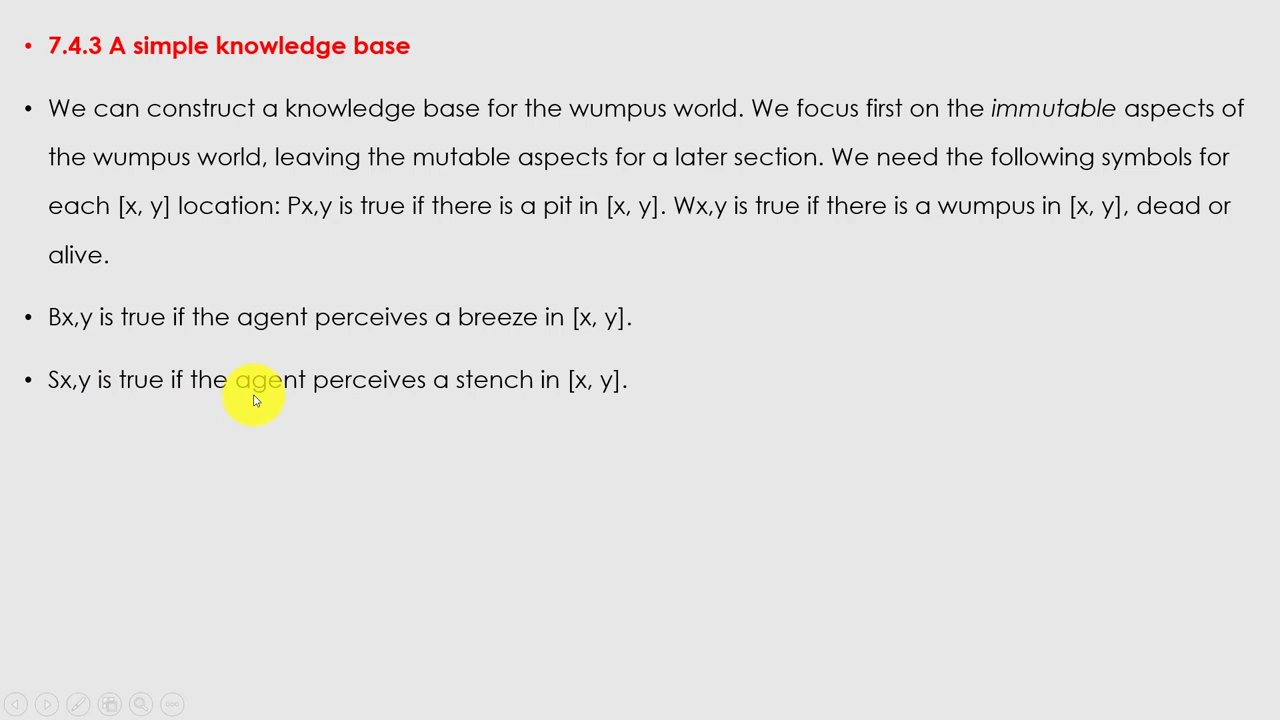 • 7.4.3 A simple knowledge base
• We can construct a knowledge base for the wumpus world. We focus first on the immutable aspects of
the wumpus world, leaving the mutable aspects for a later section. We need the following symbols for
each [x, y] location: Px,y is true if there is a pit in [x, y]. Wx,y is true if there is a wumpus in [x, y], dead or
alive.
• Bx,y is true if the agent perceives a breeze in [x, y].
• Sx,y is true if the agent perceives a stench in [x, y].